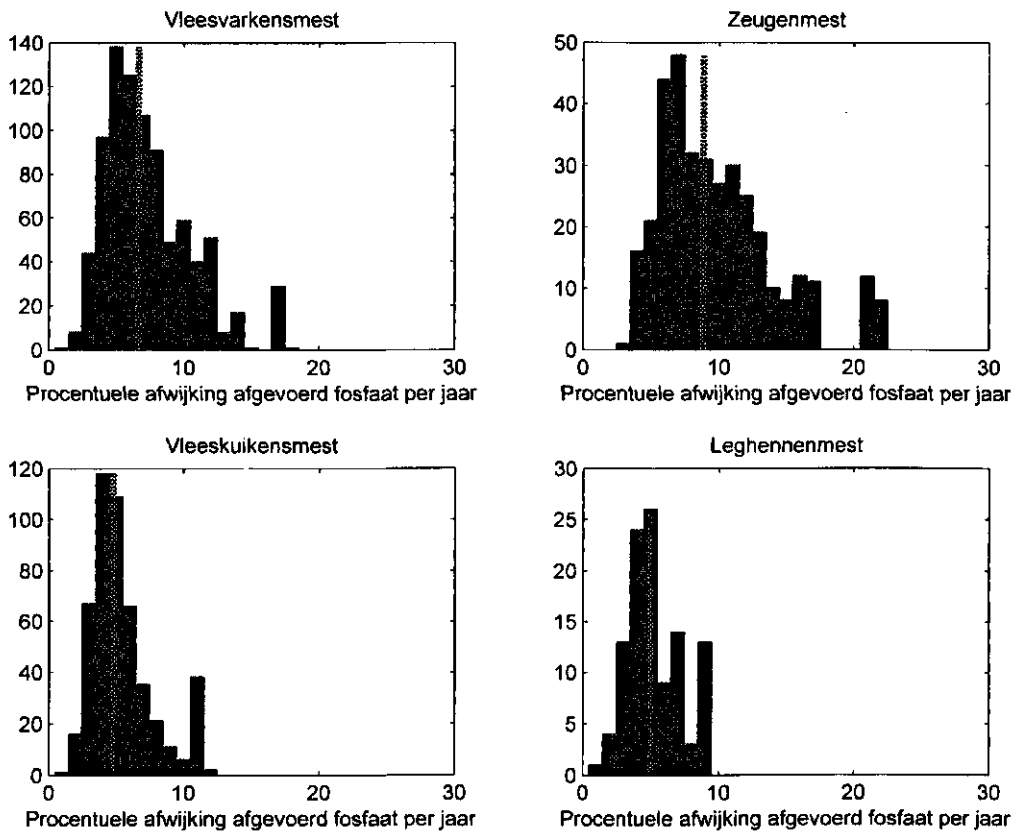 Vleesvarkensmest
140
120
100
80
60
40
20
0
0 10 20 30
Procentuele afwijking afgevoerd fosfaat per jaar
Zeugenmest
50
40
30
20
10
0
0 10 20 30
Procentuele afwijking afgevoerd fosfaat per jaar
Vleeskuikensmest
120
100
80
60
40
20
0
0 10 20 30
Procentuele afwijking afgevoerd fosfaat per jaar
Leghennenmest
30
25
20
15
10
5
0
0 10 20 30
Procentuele afwijking afgevoerd fosfaat per jaar